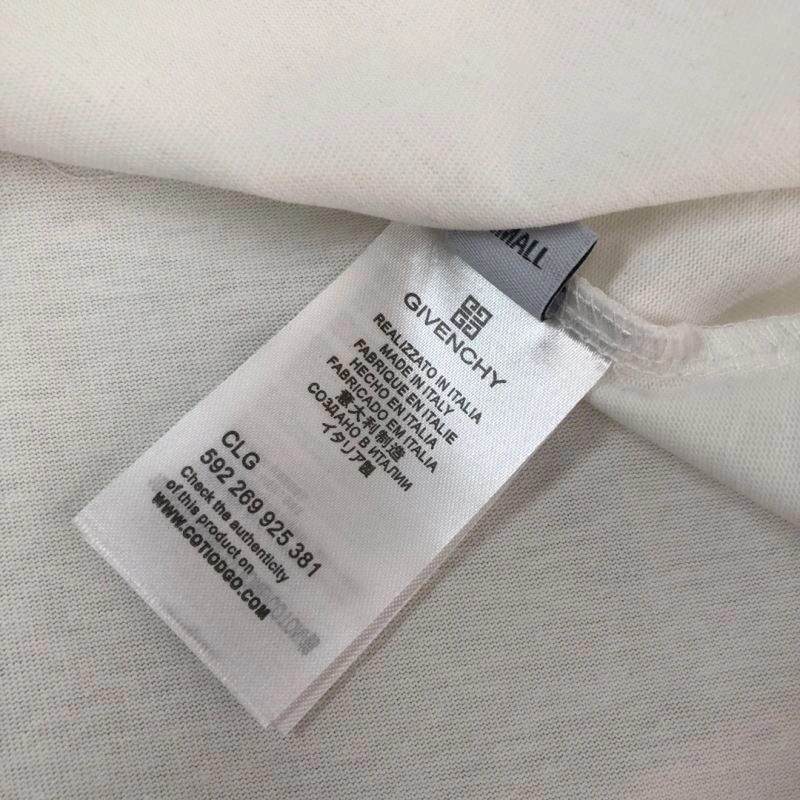 MALL
GIVENCHY
REALIZZATO IN ITALIA
MADE IN ITALY
FABRIQUE EN ITALIE
HECHO EN ITALIA
FABRICADO EM ITALIA
意大利制造
СОЗДАНО В ИТАЛИИ
イタリア製
CLG
592 269 925 381
Check the authenticity
of this product on
WWW.COTIODGO.COM